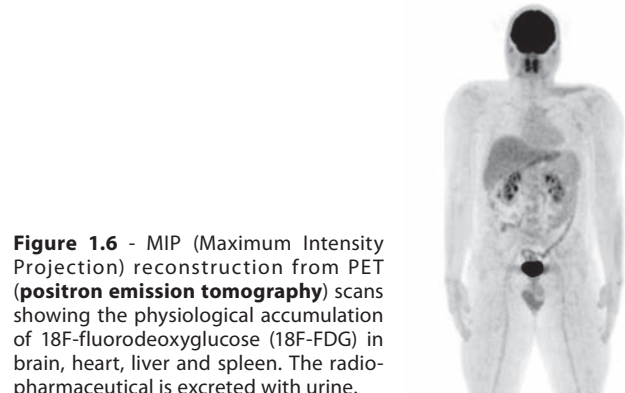 Figure 1.6 - MIP (Maximum Intensity
Projection) reconstruction from PET
(positron emission tomography) scans
showing the physiological accumulation
of 18F-fluorodeoxyglucose (18F-FDG) in
brain, heart, liver and spleen. The radio-
pharmaceutical is excreted with urine.